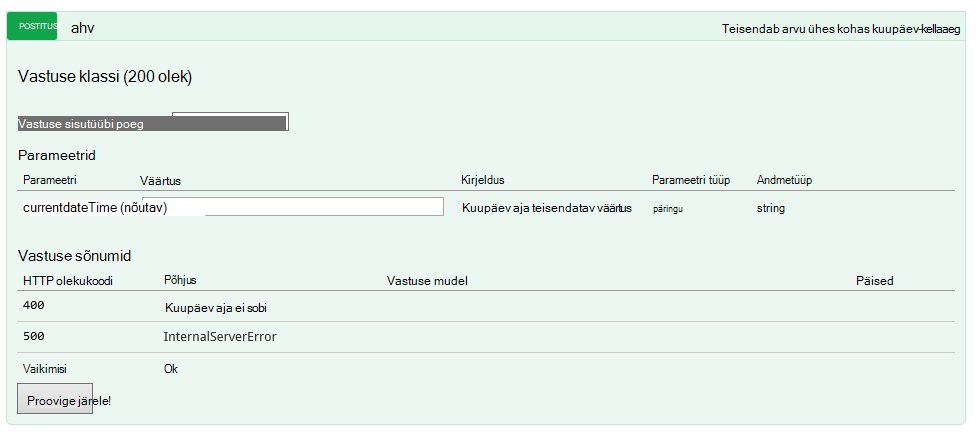 POSTITUS ahv Teisendab arvu ühes kohas kuupäev-kellaaeg
Vastuse klassi (200 olek)
Vastuse sisutüübi poeg
Parameetrid
Parameetri Väärtus Kirjeldus Parameetri tüüp Andmetüüp
currentdateTime (nõutav) Kuupäev aja teisendatav väärtus päringu string
Vastuse sõnumid
HTTP olekukoodi Põhjus Vastuse mudel Päised
400 Kuupäev aja ei sobi
500 InternalServerError
Vaikimisi Ok
Proovige järele!